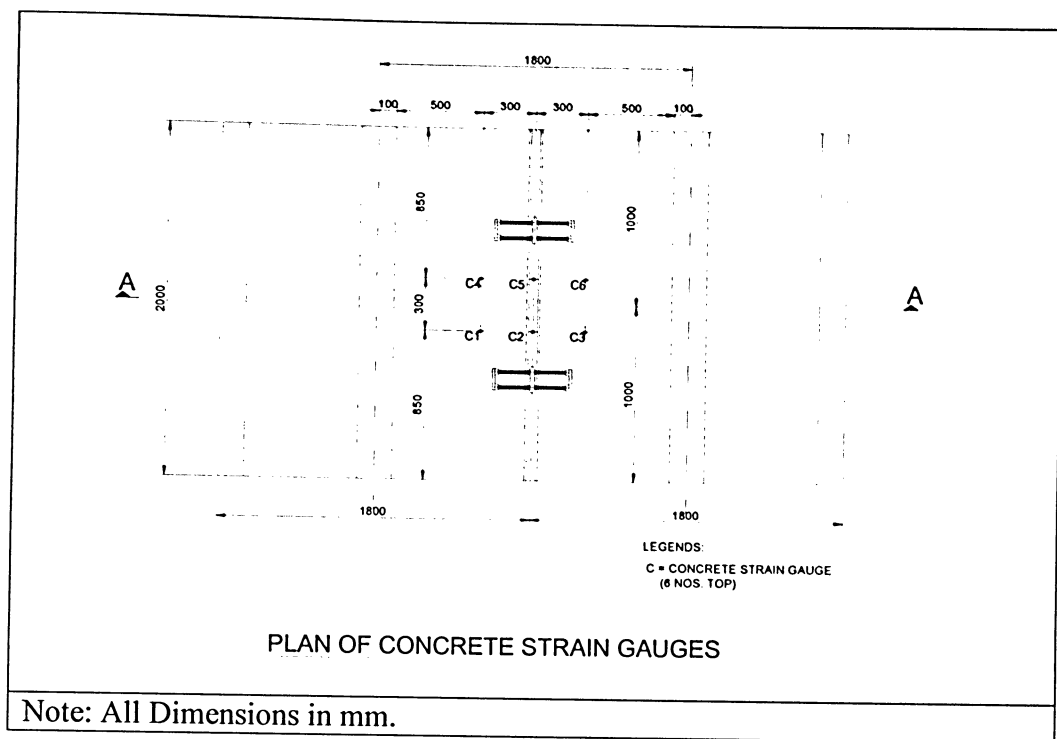 1800
100 500 300 300 500 100
850
1000
A
C4 C5 C6
A
2000
300
C1 C2 C3
850
1000
1800
1800
LEGENDS:
C = CONCRETE STRAIN GAUGE
(6 NOS. TOP)
PLAN OF CONCRETE STRAIN GAUGES
Note: All Dimensions in mm.